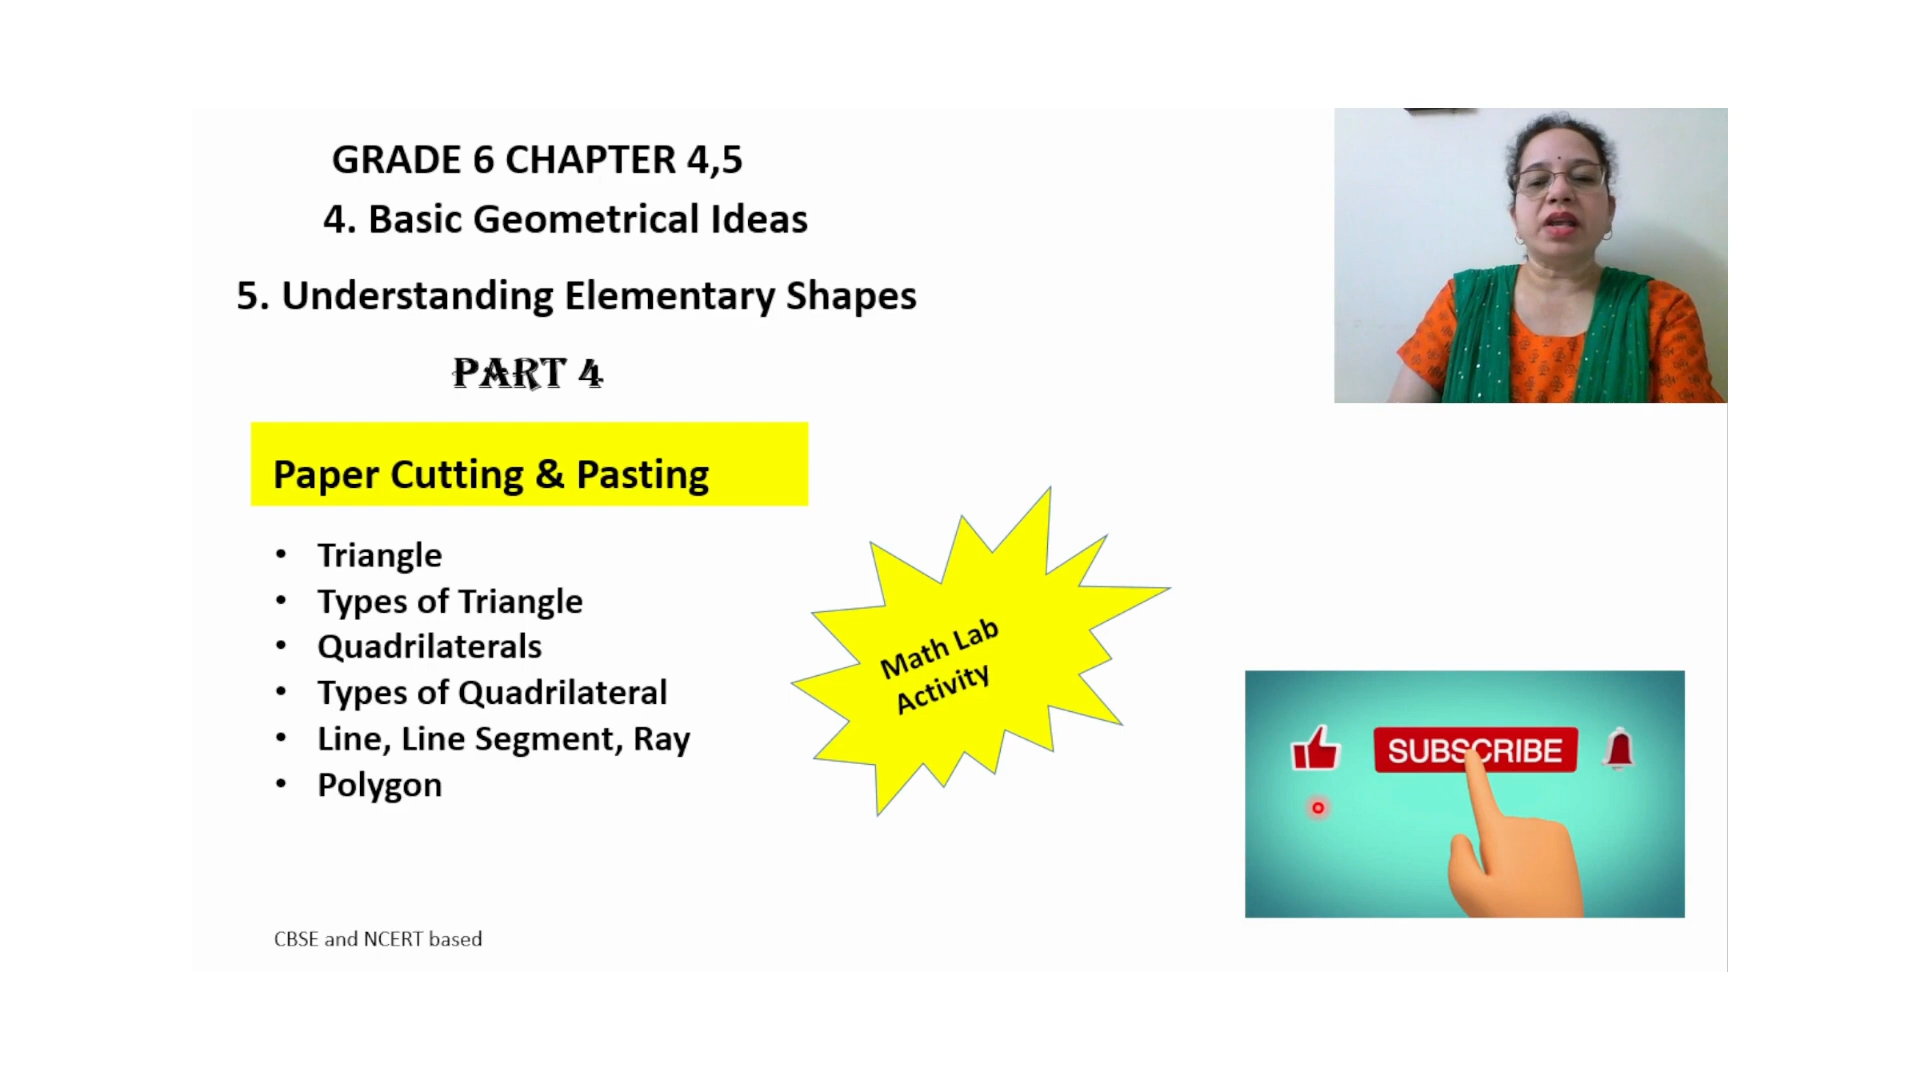 GRADE 6 CHAPTER 4,5
4. Basic Geometrical Ideas
5. Understanding Elementary Shapes
PART 4
Paper Cutting & Pasting
• Triangle
• Types of Triangle
• Quadrilaterals
• Types of Quadrilateral
• Line, Line Segment, Ray
• Polygon
Math Lab
Activity
SUBSCRIBE
CBSE and NCERT based